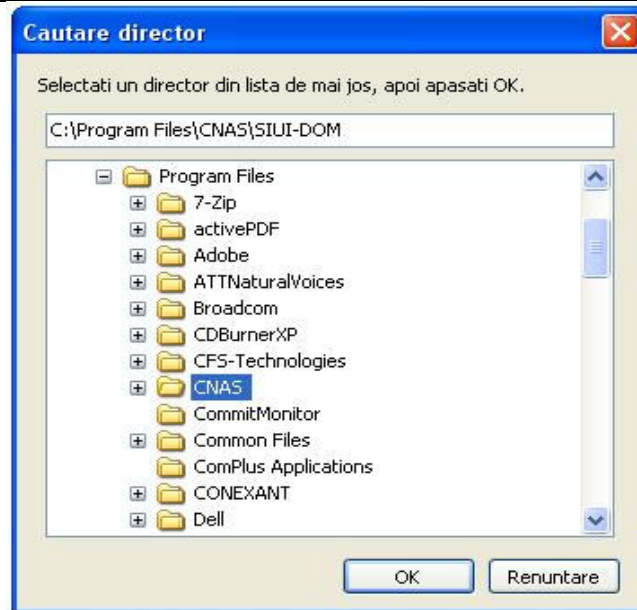 Cautare director
Selectati un director din lista de mai jos, apoi apasati OK.
C:\Program Files\CNAS\SIUI-DOM
Program Files
7-Zip
activePDF
Adobe
ATTNaturalVoices
Broadcom
CDBurnerXP
CFS-Technologies
CNAS
CommitMonitor
Common Files
ComPlus Applications
CONEXANT
Dell
OK Renuntare